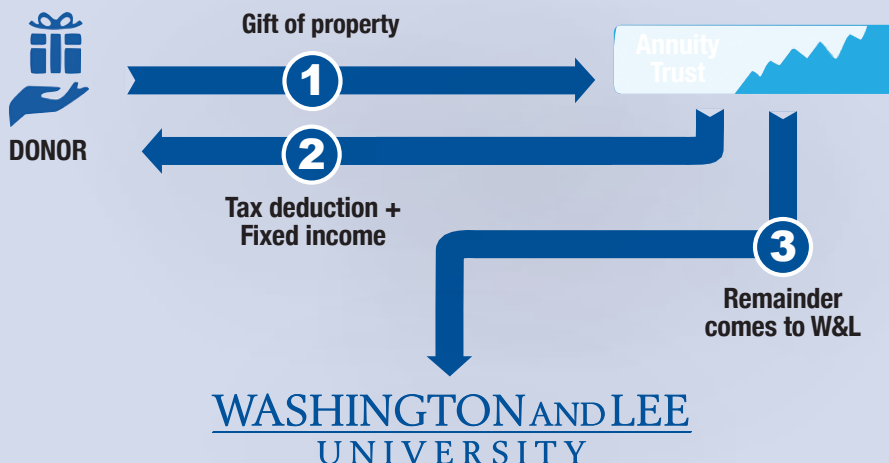 Gift of property
Annuity
Trust
1
DONOR
2
Tax deduction +
Fixed income
3
Remainder
comes to W&L
WASHINGTON AND LEE
UNIVERSITY